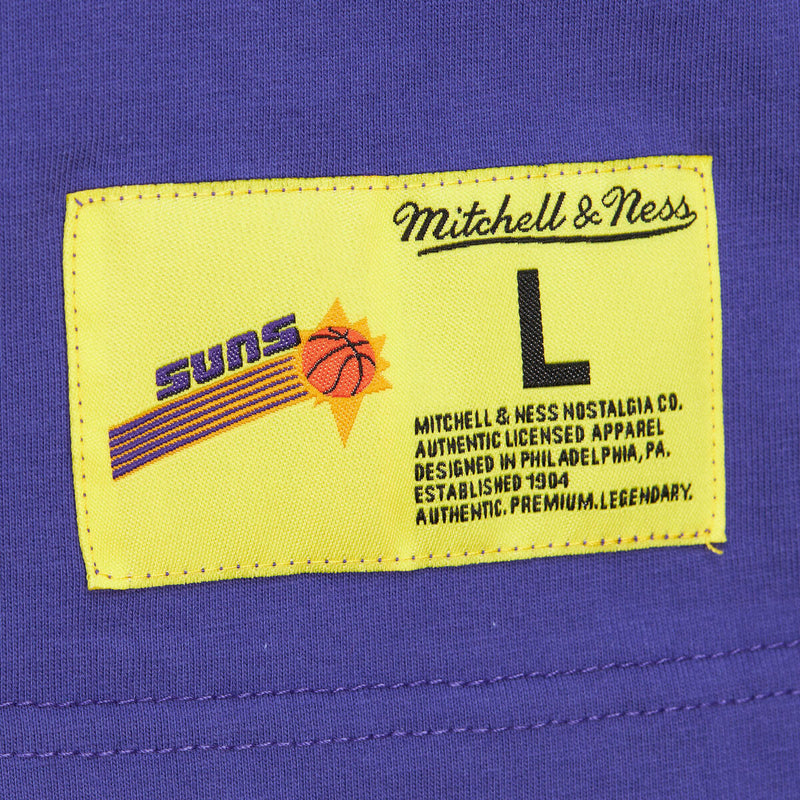 Mitchell & Ness
L
SUNS
MITCHELL & NESS NOSTALGIA CO.
AUTHENTIC LICENSED APPAREL
DESIGNED IN PHILADELPHIA, PA.
ESTABLISHED 1904
AUTHENTIC. PREMIUM. LEGENDARY.